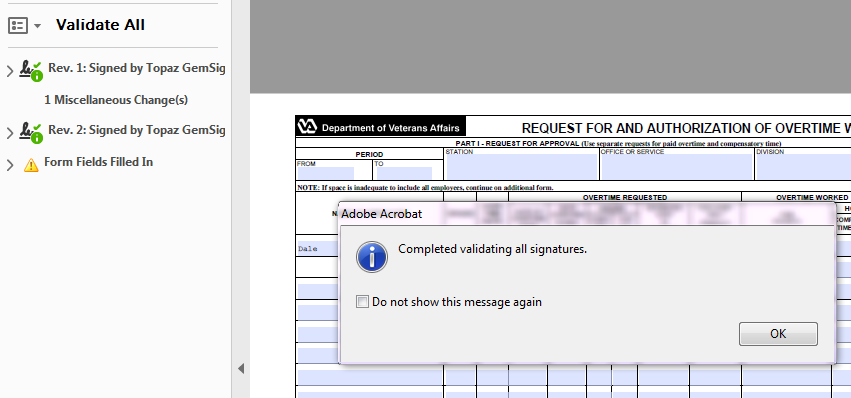 Validate All
Rev. 1: Signed by Topaz GemSig
1 Miscellaneous Change(s)
Rev. 2: Signed by Topaz GemSig
Form Fields Filled In
VA Department of Veterans Affairs
REQUEST FOR AND AUTHORIZATION OF OVERTIME W
PART I - REQUEST FOR APPROVAL (Use separate requests for paid overtime and compensatory time)
PERIOD
STATION
OFFICE OR SERVICE
DIVISION
FROM
TO
NOTE: If space is inadequate to include all employees, continue on additional form.
OVERTIME REQUESTED
OVERTIME WORKED
Dale
Adobe Acrobat
Completed validating all signatures.
Do not show this message again
OK